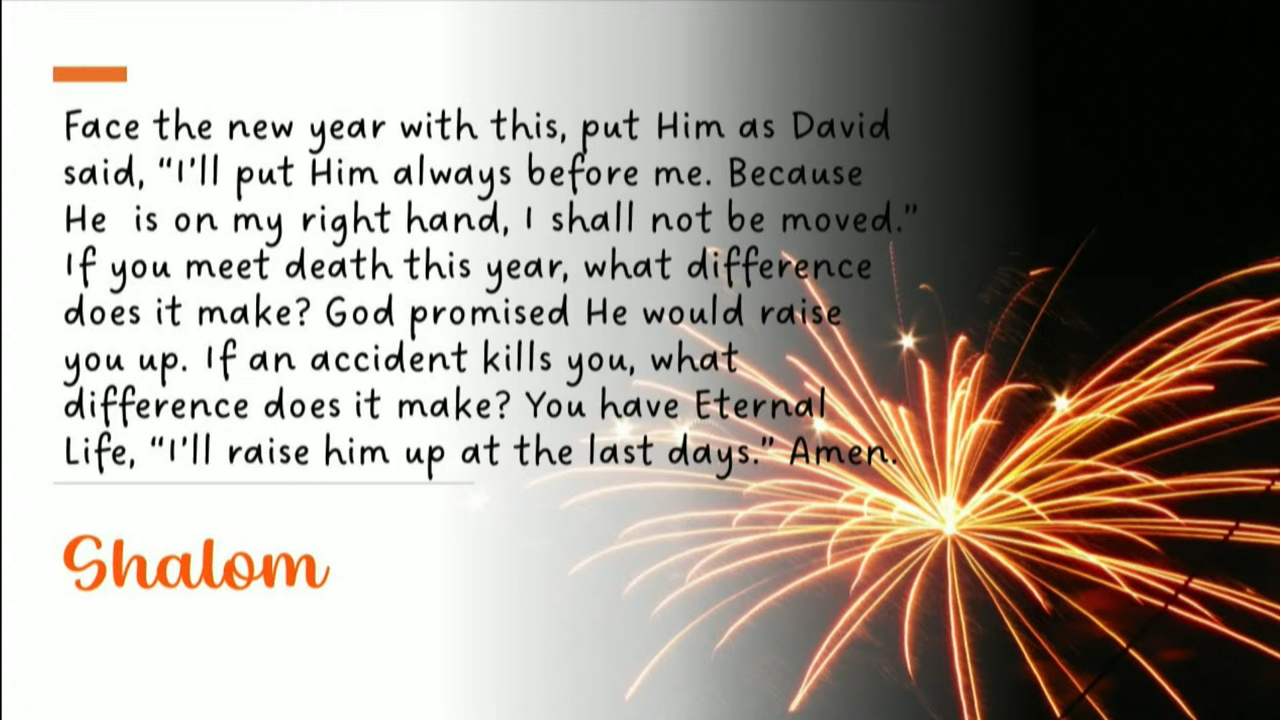 Face the new year with this, put Him as David
said, “I’ll put Him always before me. Because
He is on my right hand, I shall not be moved.”
If you meet death this year, what difference
does it make? God promised He would raise
you up. If an accident kills you, what
difference does it make? You have Eternal
Life, “I’ll raise him up at the last days.” Amen.
Shalom